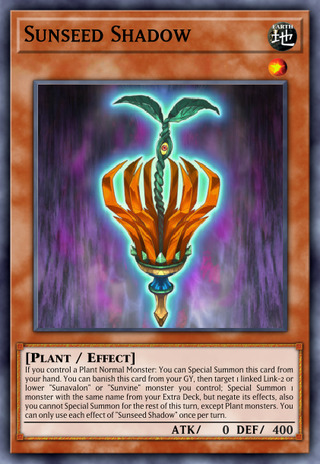 Sunseed Shadow
EARTH
地
[Plant / Effect]
If you control a Plant Normal Monster: You can Special Summon this card from
your hand. You can banish this card from your GY, then target 1 linked Link-2 or
lower "Sunavalon" or "Sunvine" monster you control; Special Summon 1
monster with the same name from your Extra Deck, but negate its effects, also
you cannot Special Summon for the rest of this turn, except Plant monsters. You
can only use each effect of "Sunseed Shadow" once per turn.
ATK/ 0 DEF/ 400